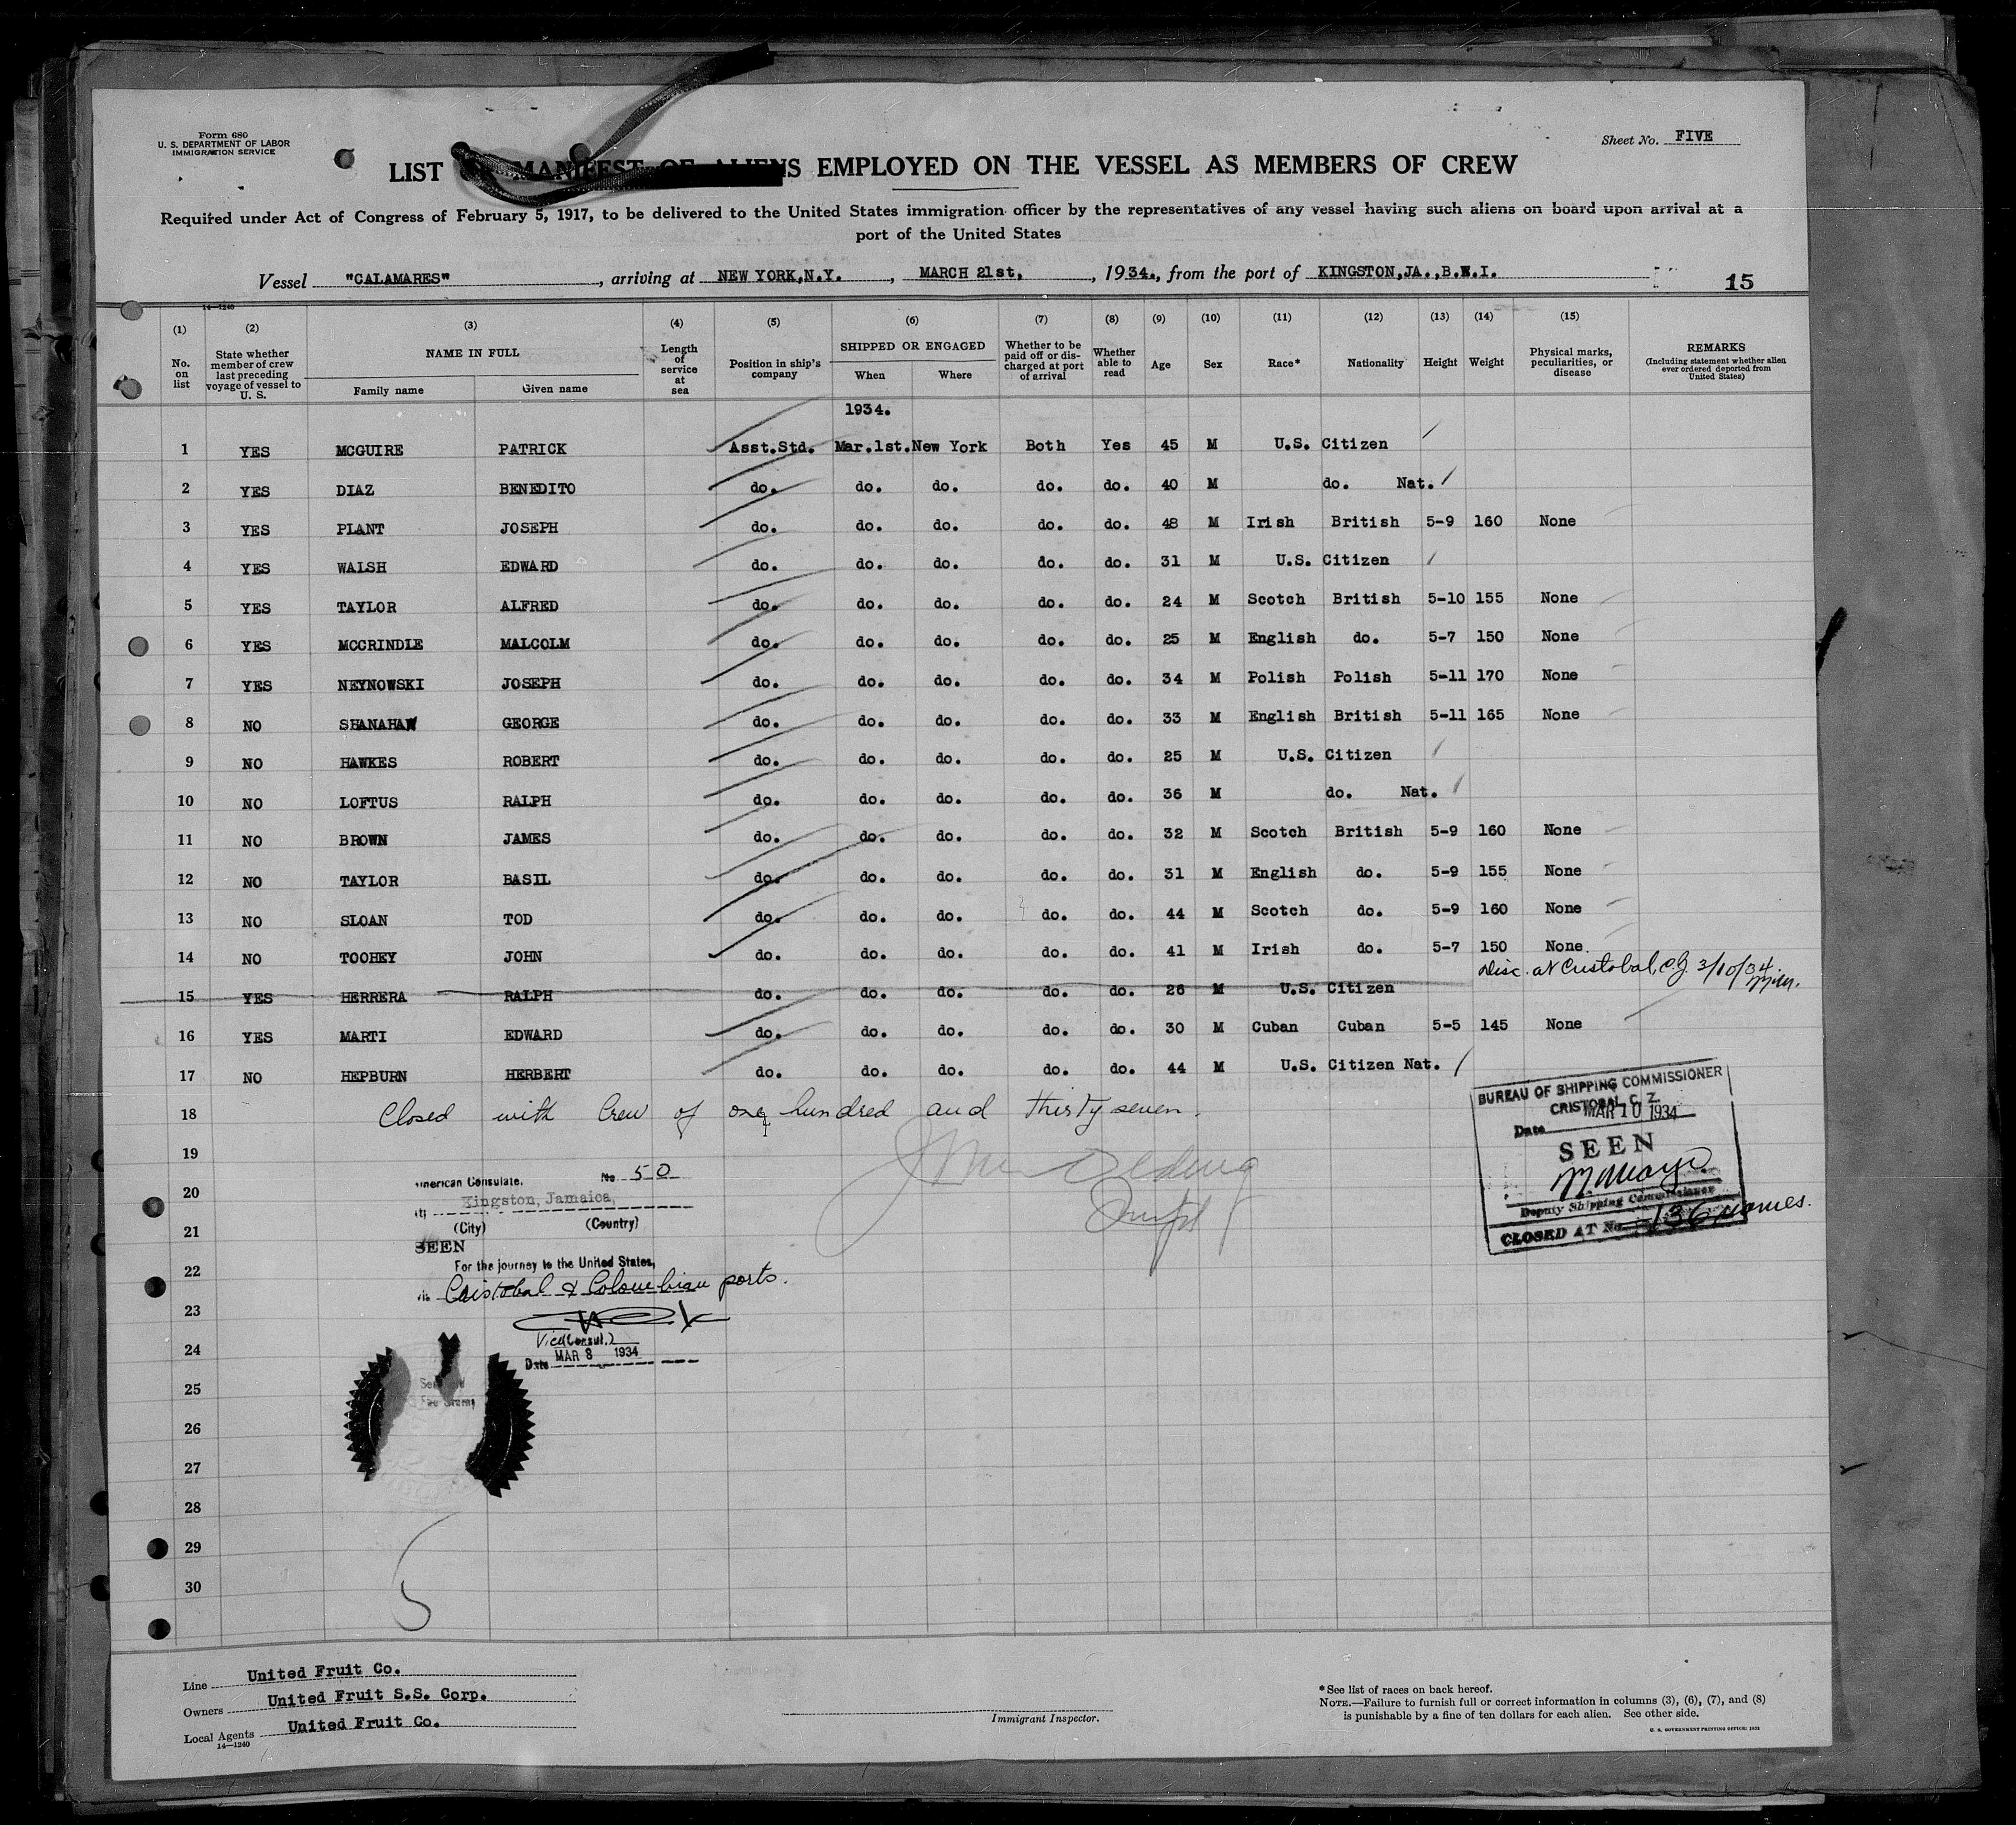 Form 680
U. S. DEPARTMENT OF LABOR
IMMIGRATION SERVICE
Sheet No. FIVE
LIST OR MANIFEST OF ALIENS EMPLOYED ON THE VESSEL AS MEMBERS OF CREW
Required under Act of Congress of February 5, 1917, to be delivered to the United States immigration officer by the representatives of any vessel having such aliens on board upon arrival at a
port of the United States
Vessel "CALAMARES", arriving at NEW YORK,N.Y., MARCH 21st., 1934., from the port of KINGSTON,JA.,B.W.I.
15
14—1240
(1) (2) (3) (4) (5) (6) (7) (8) (9) (10) (11) (12) (13) (14) (15)
No. on list
State whether member of crew last preceding voyage of vessel to U. S.
NAME IN FULL
Family name
Given name
Length of service at sea
Position in ship's company
SHIPPED OR ENGAGED
When
Where
Whether to be paid off or discharged at port of arrival
Whether able to read
Age
Sex
Race*
Nationality
Height
Weight
Physical marks, peculiarities, or disease
REMARKS
(Including statement whether alien ever ordered deported from United States)
1934.
1 YES MCGUIRE PATRICK Asst.Std. Mar.1st. New York Both Yes 45 M U.S. Citizen
2 YES DIAZ BENEDITO do. do. do. do. do. 40 M do. Nat.
3 YES PLANT JOSEPH do. do. do. do. do. 48 M Irish British 5-9 160 None
4 YES WALSH EDWARD do. do. do. do. do. 31 M U.S. Citizen
5 YES TAYLOR ALFRED do. do. do. do. do. 24 M Scotch British 5-10 155 None
6 YES MCCRINDLE MALCOLM do. do. do. do. do. 25 M English do. 5-7 150 None
7 YES NEYNOWSKI JOSEPH do. do. do. do. do. 34 M Polish Polish 5-11 170 None
8 NO SHANAHAN GEORGE do. do. do. do. do. 33 M English British 5-11 165 None
9 NO HAWKES ROBERT do. do. do. do. do. 25 M U.S. Citizen
10 NO LOFTUS RALPH do. do. do. do. do. 36 M do. Nat.
11 NO BROWN JAMES do. do. do. do. do. 32 M Scotch British 5-9 160 None
12 NO TAYLOR BASIL do. do. do. do. do. 31 M English do. 5-9 155 None
13 NO SLOAN TOD do. do. do. do. do. 44 M Scotch do. 5-9 160 None
14 NO TOOHEY JOHN do. do. do. do. do. 41 M Irish do. 5-7 150 None
Disc. at Cristobal, C.Z. 3/10/34
15 YES HERRERA RALPH do. do. do. do. do. 26 M U.S. Citizen
16 YES MARTI EDWARD do. do. do. do. do. 30 M Cuban Cuban 5-5 145 None
17 NO HEPBURN HERBERT do. do. do. do. do. 44 M U.S. Citizen Nat.
18 Closed with Crew of one hundred and thirty seven.
19
20
21
22
23
24
25
26
27
28
29
30
American Consulate, No. 50
Kingston, Jamaica,
(City) (Country)
SEEN
For the journey to the United States,
via Cristobal & Colombian ports.
Vice Consul.
Date MAR 8 1934
BUREAU OF SHIPPING COMMISSIONER
CRISTOBAL, C. Z.
Date MAR 10 1934
SEEN
Deputy Shipping Commissioner
CLOSED AT No. 136 names.
5
Line United Fruit Co.
Owners United Fruit S.S. Corp.
Local Agents United Fruit Co.
14—1240
Immigrant Inspector.
*See list of races on back hereof.
NOTE.—Failure to furnish full or correct information in columns (3), (6), (7), and (8)
is punishable by a fine of ten dollars for each alien. See other side.
U. S. GOVERNMENT PRINTING OFFICE: 1932